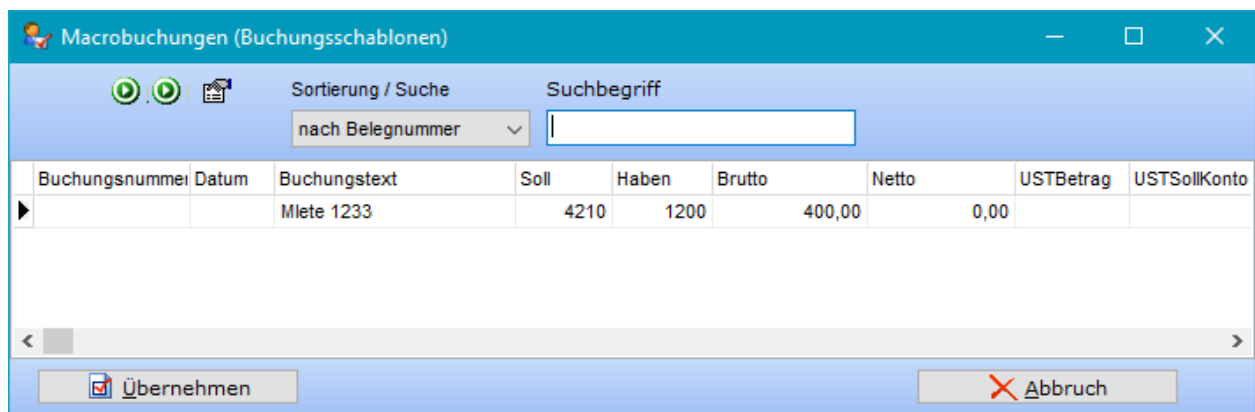 Macrobuchungen (Buchungsschablonen)
Sortierung / Suche Suchbegriff
nach Belegnummer
Buchungsnummer Datum Buchungstext Soll Haben Brutto Netto USTBetrag USTSollKonto
MIete 1233 4210 1200 400,00 0,00
Übernehmen Abbruch